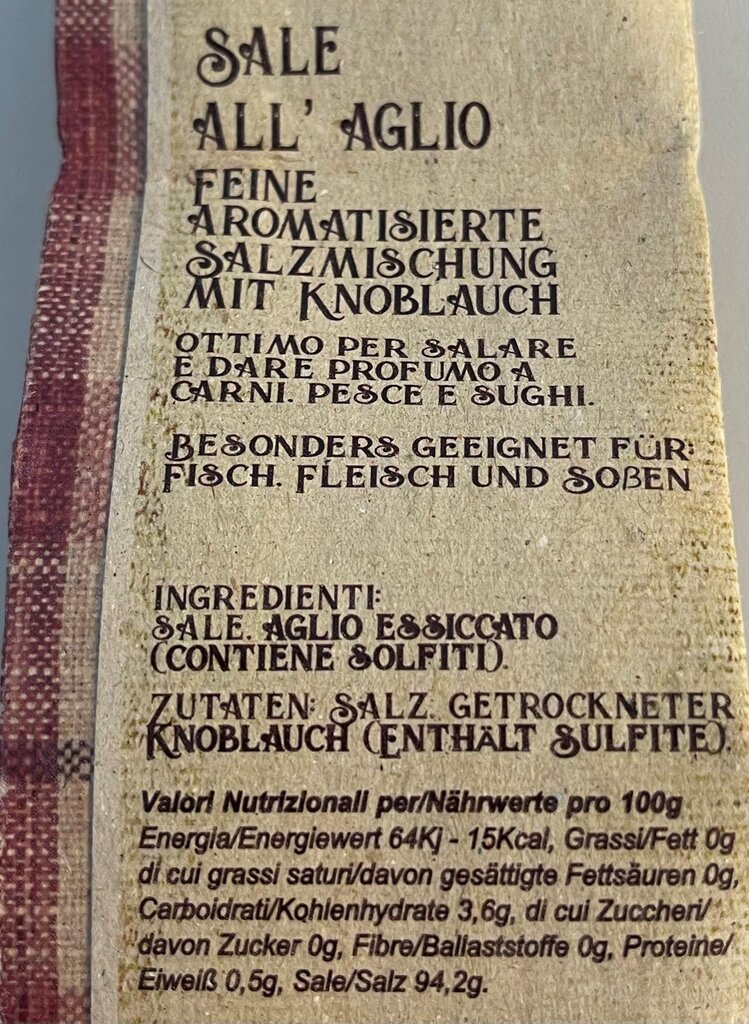 SALE
ALL' AGLIO
FEINE
AROMATISIERTE
SALZMISCHUNG
MIT KNOBLAUCH
OTTIMO PER SALARE
E DARE PROFUMO A
CARNI. PESCE E SUGHI.
BESONDERS GEEIGNET FÜR:
FISCH. FLEISCH UND SOßEN
INGREDIENTI:
SALE. AGLIO ESSICCATO
(CONTIENE SOLFITI).
ZUTATEN: SALZ. GETROCKNETER
KNOBLAUCH (ENTHÄLT SULFITE).
Valori Nutrizionali per/Nährwerte pro 100g
Energia/Energiewert 64Kj - 15Kcal, Grassi/Fett 0g
di cui grassi saturi/davon gesättigte Fettsäuren 0g,
Carboidrati/Kohlenhydrate 3,6g, di cui Zuccheri/
davon Zucker 0g, Fibre/Ballaststoffe 0g, Proteine/
Eiweiß 0,5g, Sale/Salz 94,2g.